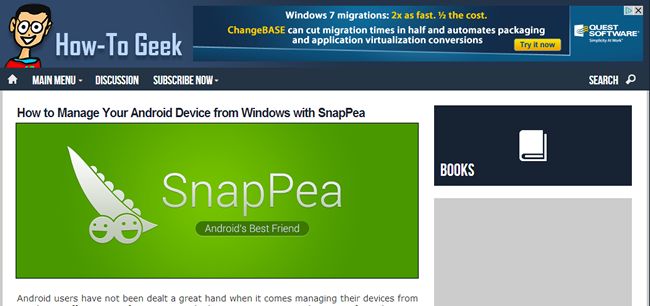 How-To Geek
Windows 7 migrations: 2x as fast. ½ the cost.
ChangeBASE can cut migration times in half and automates packaging
and application virtualization conversions
Try it now
QUEST
SOFTWARE®
Simplicity At Work™
MAIN MENU
DISCUSSION
SUBSCRIBE NOW
SEARCH
How to Manage Your Android Device from Windows with SnapPea
SnapPea
Android's Best Friend
BOOKS
Android users have not been dealt a great hand when it comes managing their devices from